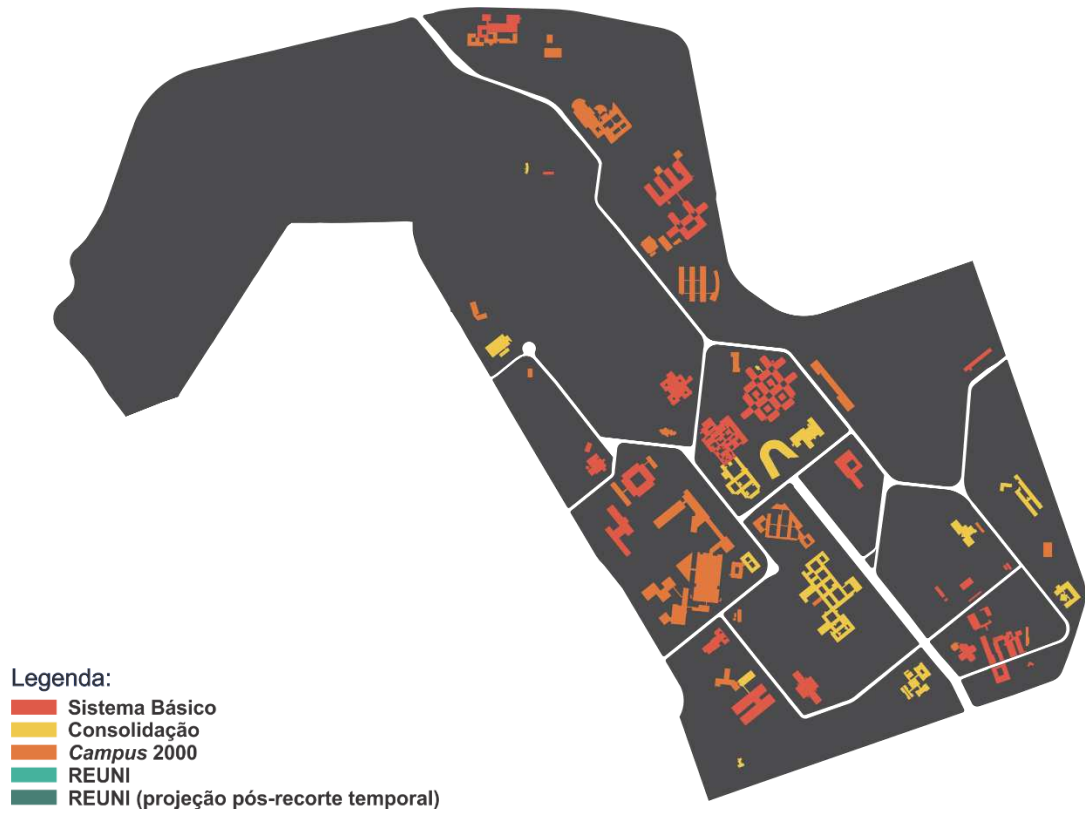 Legenda:
Sistema Básico
Consolidação
Campus 2000
REUNI
REUNI (projeção pós-recorte temporal)